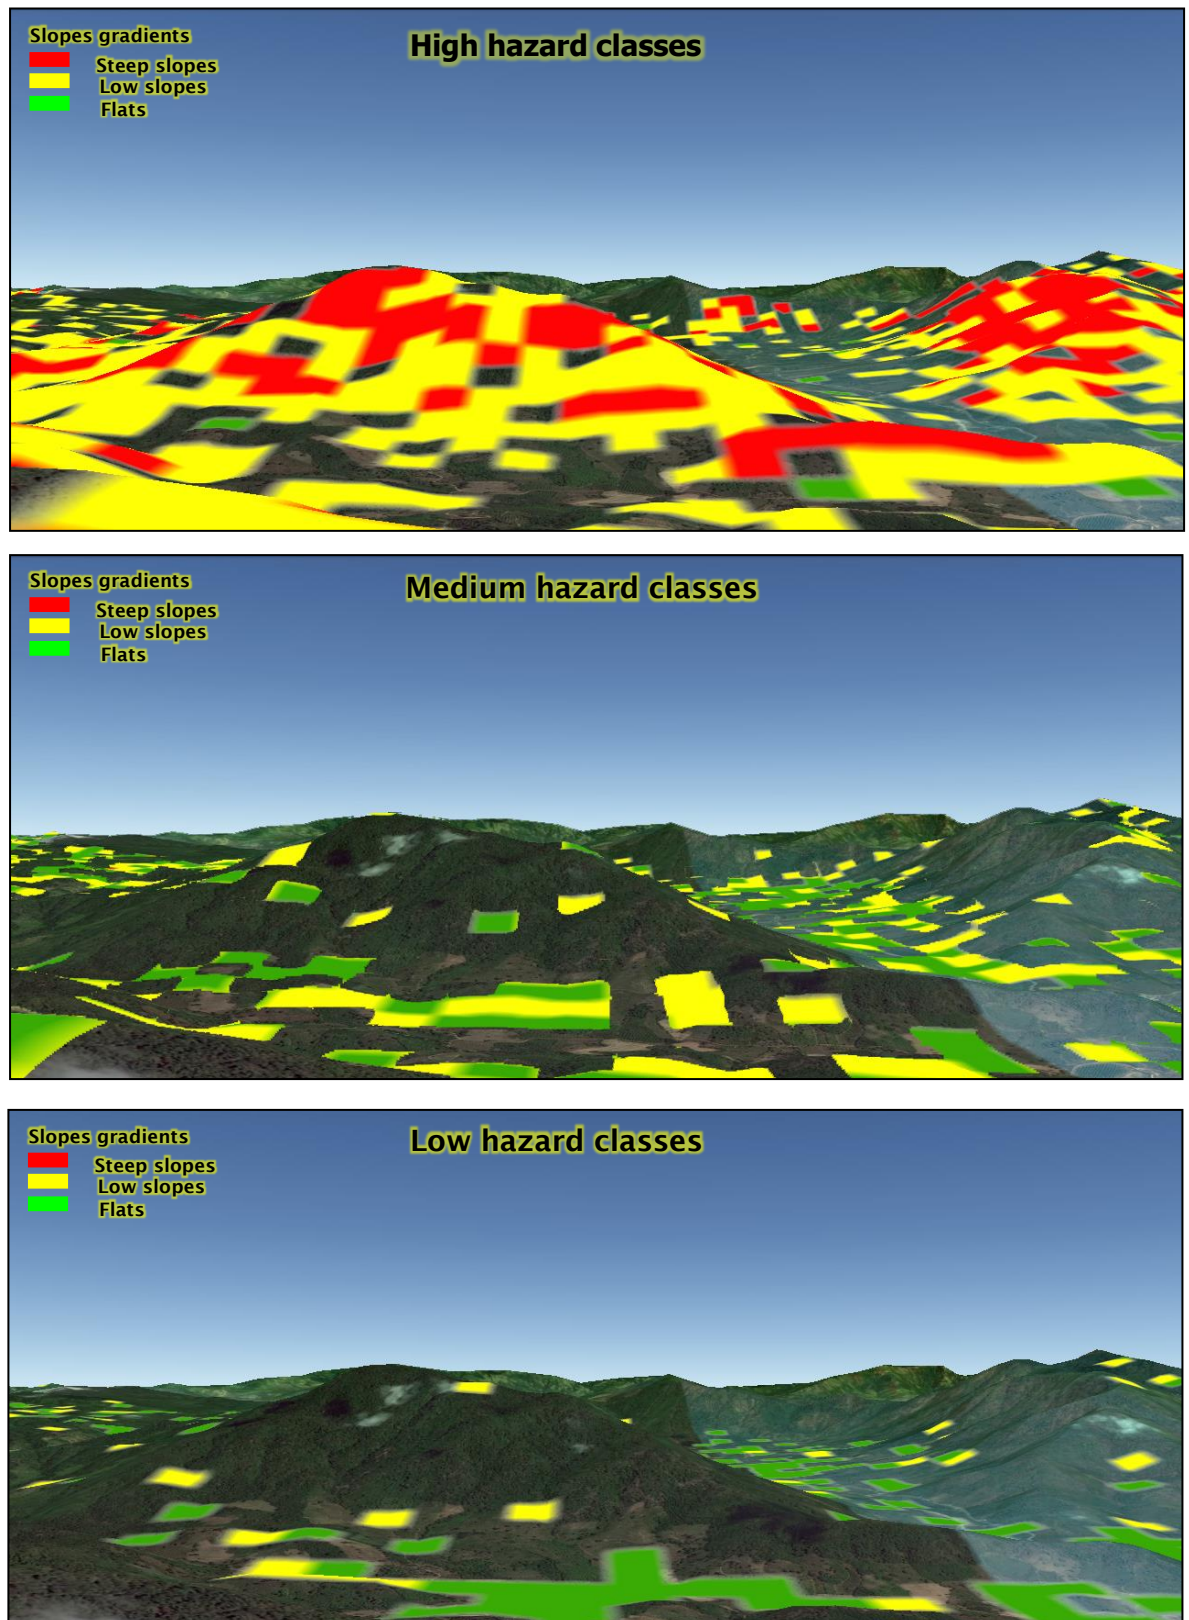 Slopes gradients
High hazard classes
Steep slopes
Low slopes
Flats
Slopes gradients
Medium hazard classes
Steep slopes
Low slopes
Flats
Slopes gradients
Low hazard classes
Steep slopes
Low slopes
Flats